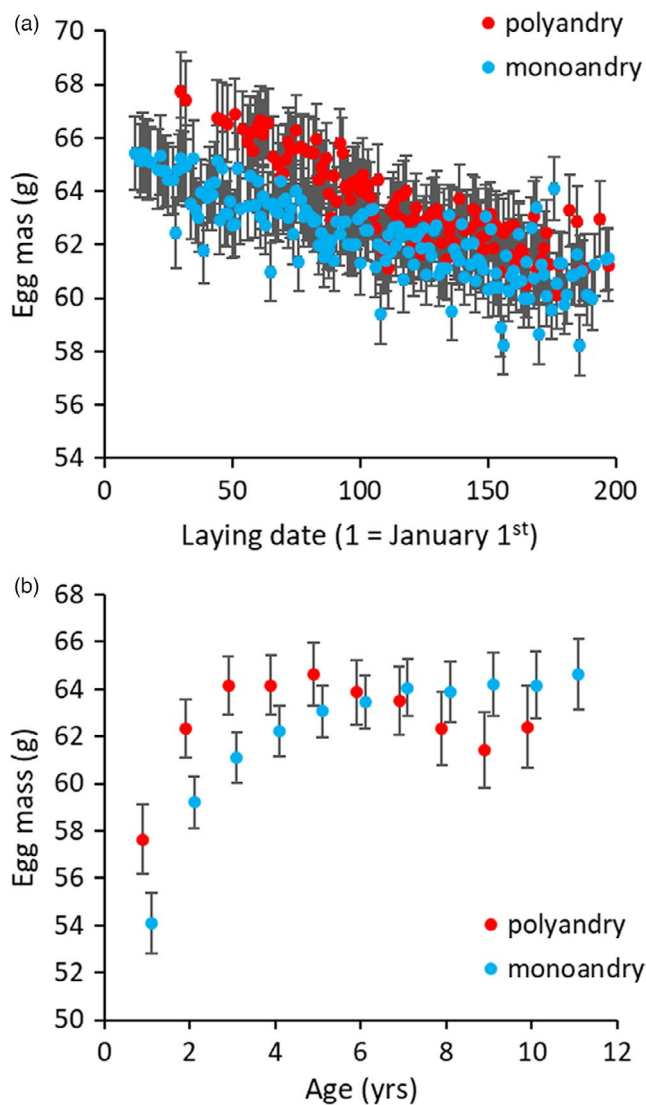 (a)
70
68
66
64
62
60
58
56
54
Egg mas (g)
polyandry
monoandry
0 50 100 150 200
Laying date (1 = January 1st)
(b)
68
66
64
62
60
58
56
54
52
50
Egg mass (g)
polyandry
monoandry
0 2 4 6 8 10 12
Age (yrs)